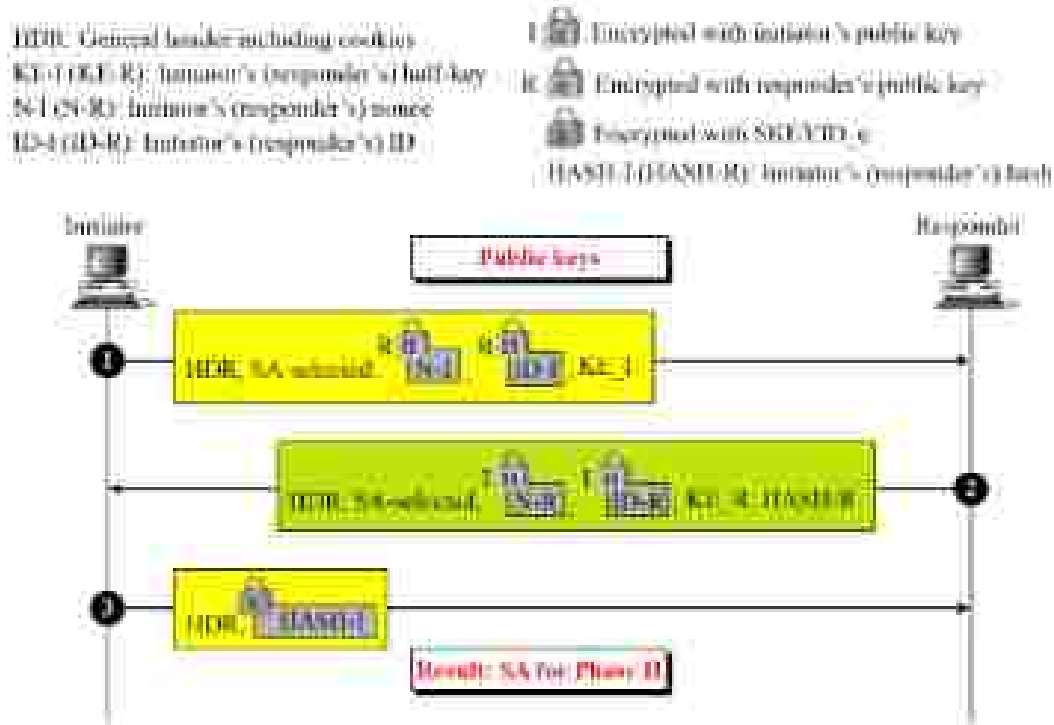 HDR: General header including cookies
KE-I (KE-R): Initiator's (responder's) half-key
N-I (N-R): Initiator's (responder's) nonce
ID-I (ID-R): Initiator's (responder's) ID
I Encrypted with initiator's public key
R Encrypted with responder's public key
Encrypted with SKEYID_e
HASH-I (HASH-R): Initiator's (responder's) hash
Initiator
Responder
Public keys
1
R R
HDR, SA-selected, N-I, ID-I, KE_I
I I
HDR, SA-selected, N-R, ID-R, KE_R, HASH-R
2
3
HDR, HASH-I
Result: SA for Phase II